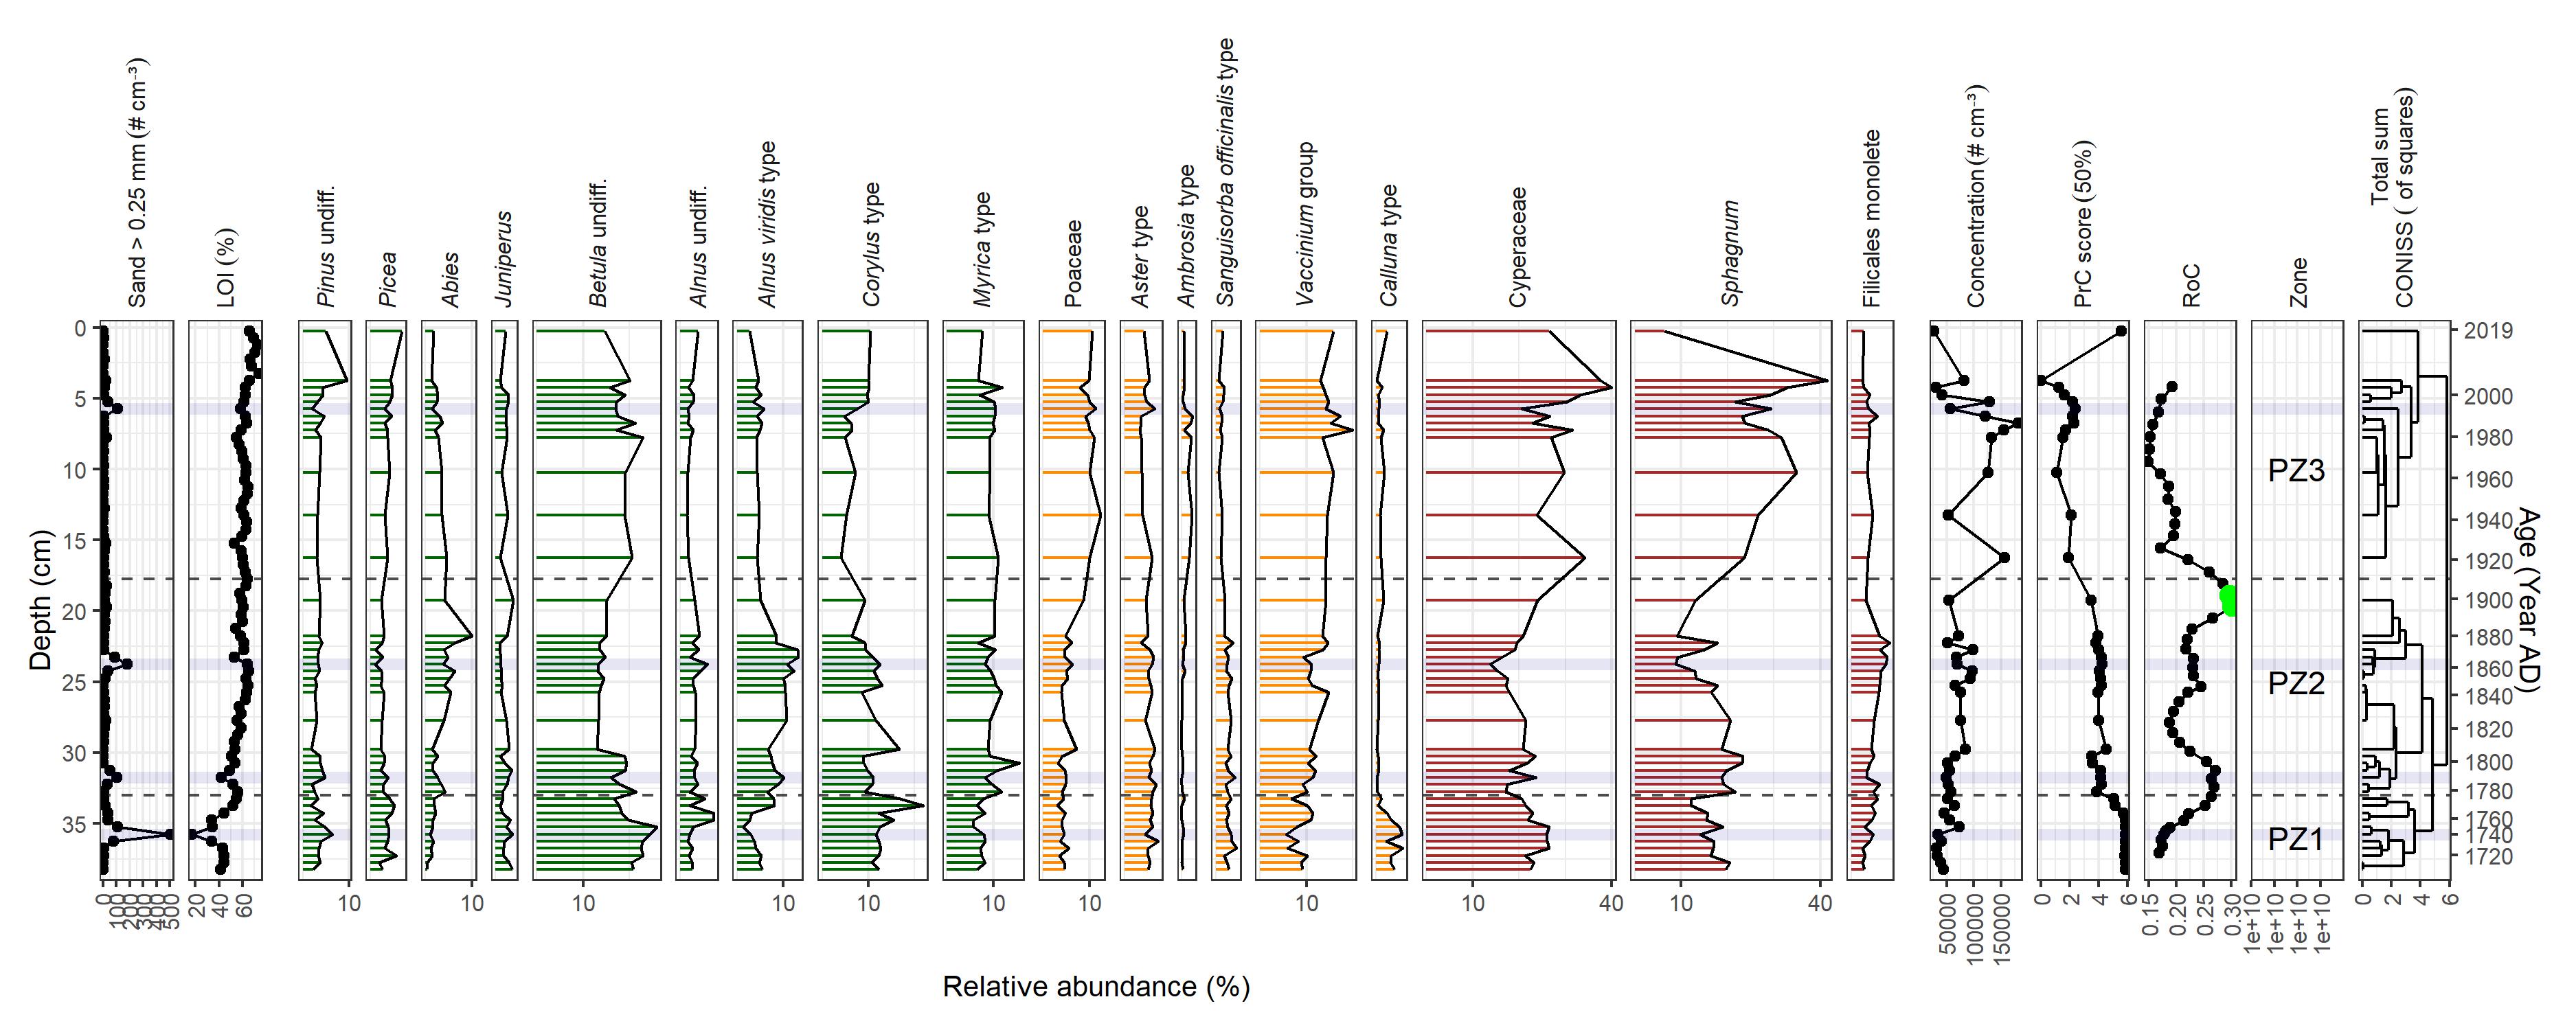 Sand > 0.25 mm (# cm⁻³)
LOI (%)
Pinus undiff.
Picea
Abies
Juniperus
Betula undiff.
Alnus undiff.
Alnus viridis type
Corylus type
Myrica type
Poaceae
Aster type
Ambrosia type
Sanguisorba officinalis type
Vaccinium group
Calluna type
Cyperaceae
Sphagnum
Filicales monolete
Concentration (# cm⁻³)
PrC score (50%)
RoC
Zone
Total sum
CONISS ( of squares)
Depth (cm)
0
5
10
15
20
25
30
35
PZ3
PZ2
PZ1
2019
2000
1980
1960
1940
1920
1900
1880
1860
1840
1820
1800
1780
1760
1740
1720
Age (Year AD)
0 100 200 300 400 500
20 40 60
10
10
10
10
10
10
10
10
10 40
10 40
50000 100000 150000
0 2 4 6
0.15 0.20 0.25 0.30
1e+10 1e+10 1e+10 1e+10
0 2 4 6
Relative abundance (%)